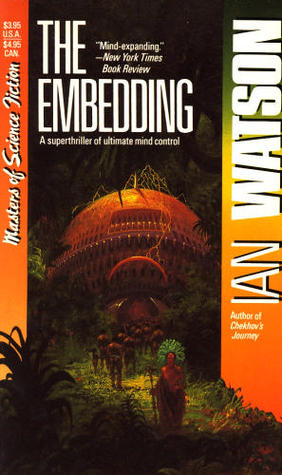 $3.95
U.S.A.
$4.95
CAN.
Masters of Science Fiction
THE
EMBEDDING
"Mind-expanding."
—New York Times
Book Review
A superthriller of ultimate mind control
IAN WATSON
Author of
Chekhov's
Journey